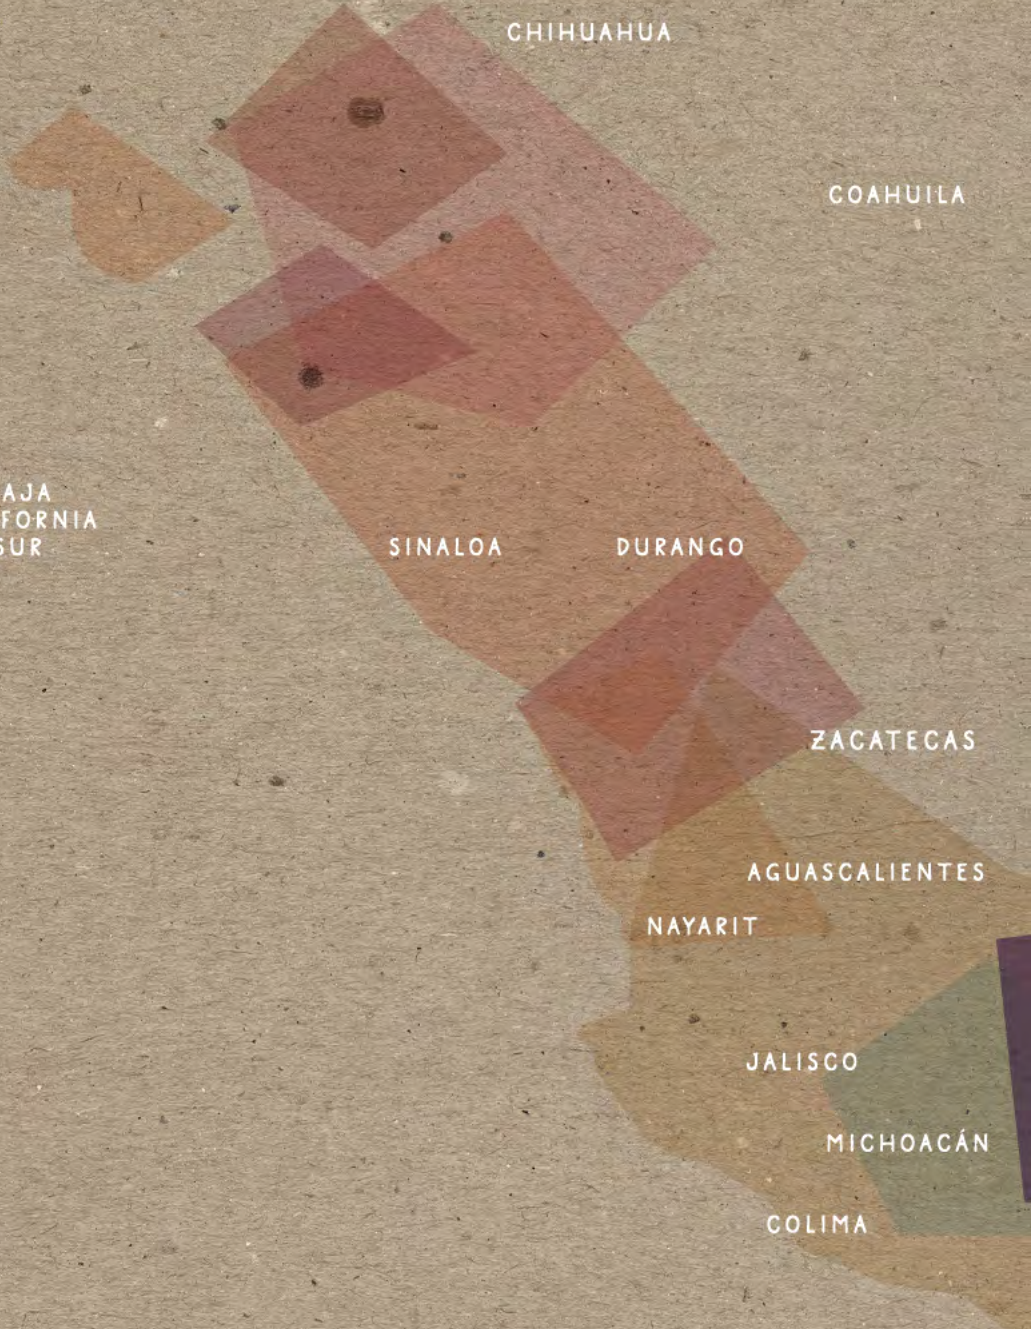 CHIHUAHUA
COAHUILA
AJA
FORNIA
SUR
SINALOA
DURANGO
ZACATECAS
AGUASCALIENTES
NAYARIT
JALISCO
MICHOACÁN
COLIMA